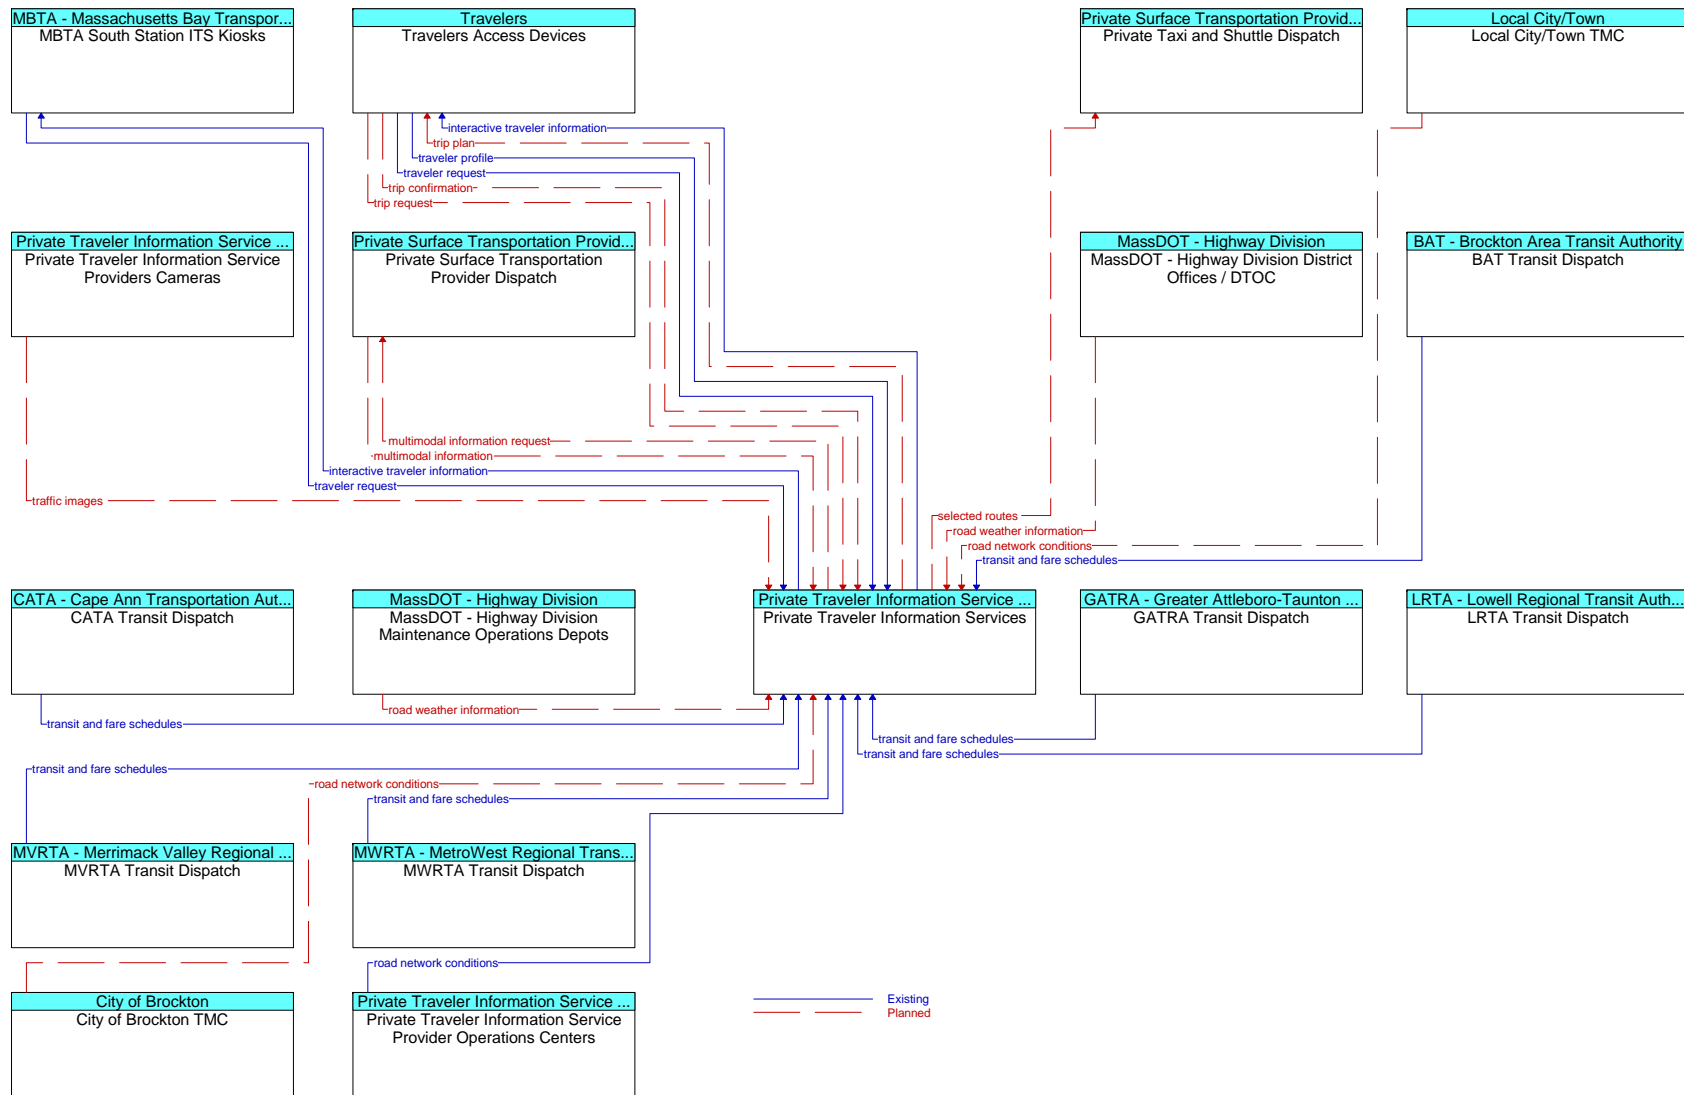 MBTA - Massachusetts Bay Transpor...
MBTA South Station ITS Kiosks
Travelers
Travelers Access Devices
Private Surface Transportation Provid...
Private Taxi and Shuttle Dispatch
Local City/Town
Local City/Town TMC
interactive traveler information
trip plan
traveler profile
traveler request
trip confirmation
trip request
Private Traveler Information Service ...
Private Traveler Information Service
Providers Cameras
Private Surface Transportation Provid...
Private Surface Transportation
Provider Dispatch
MassDOT - Highway Division
MassDOT - Highway Division District
Offices / DTOC
BAT - Brockton Area Transit Authority
BAT Transit Dispatch
multimodal information request
multimodal information
interactive traveler information
traveler request
traffic images
selected routes
road weather information
road network conditions
transit and fare schedules
CATA - Cape Ann Transportation Aut...
CATA Transit Dispatch
MassDOT - Highway Division
MassDOT - Highway Division
Maintenance Operations Depots
Private Traveler Information Service ...
Private Traveler Information Services
GATRA - Greater Attleboro-Taunton ...
GATRA Transit Dispatch
LRTA - Lowell Regional Transit Auth...
LRTA Transit Dispatch
road weather information
transit and fare schedules
transit and fare schedules
transit and fare schedules
transit and fare schedules
road network conditions
transit and fare schedules
MVRTA - Merrimack Valley Regional ...
MVRTA Transit Dispatch
MWRTA - MetroWest Regional Trans...
MWRTA Transit Dispatch
road network conditions
City of Brockton
City of Brockton TMC
Private Traveler Information Service ...
Private Traveler Information Service
Provider Operations Centers
Existing
Planned